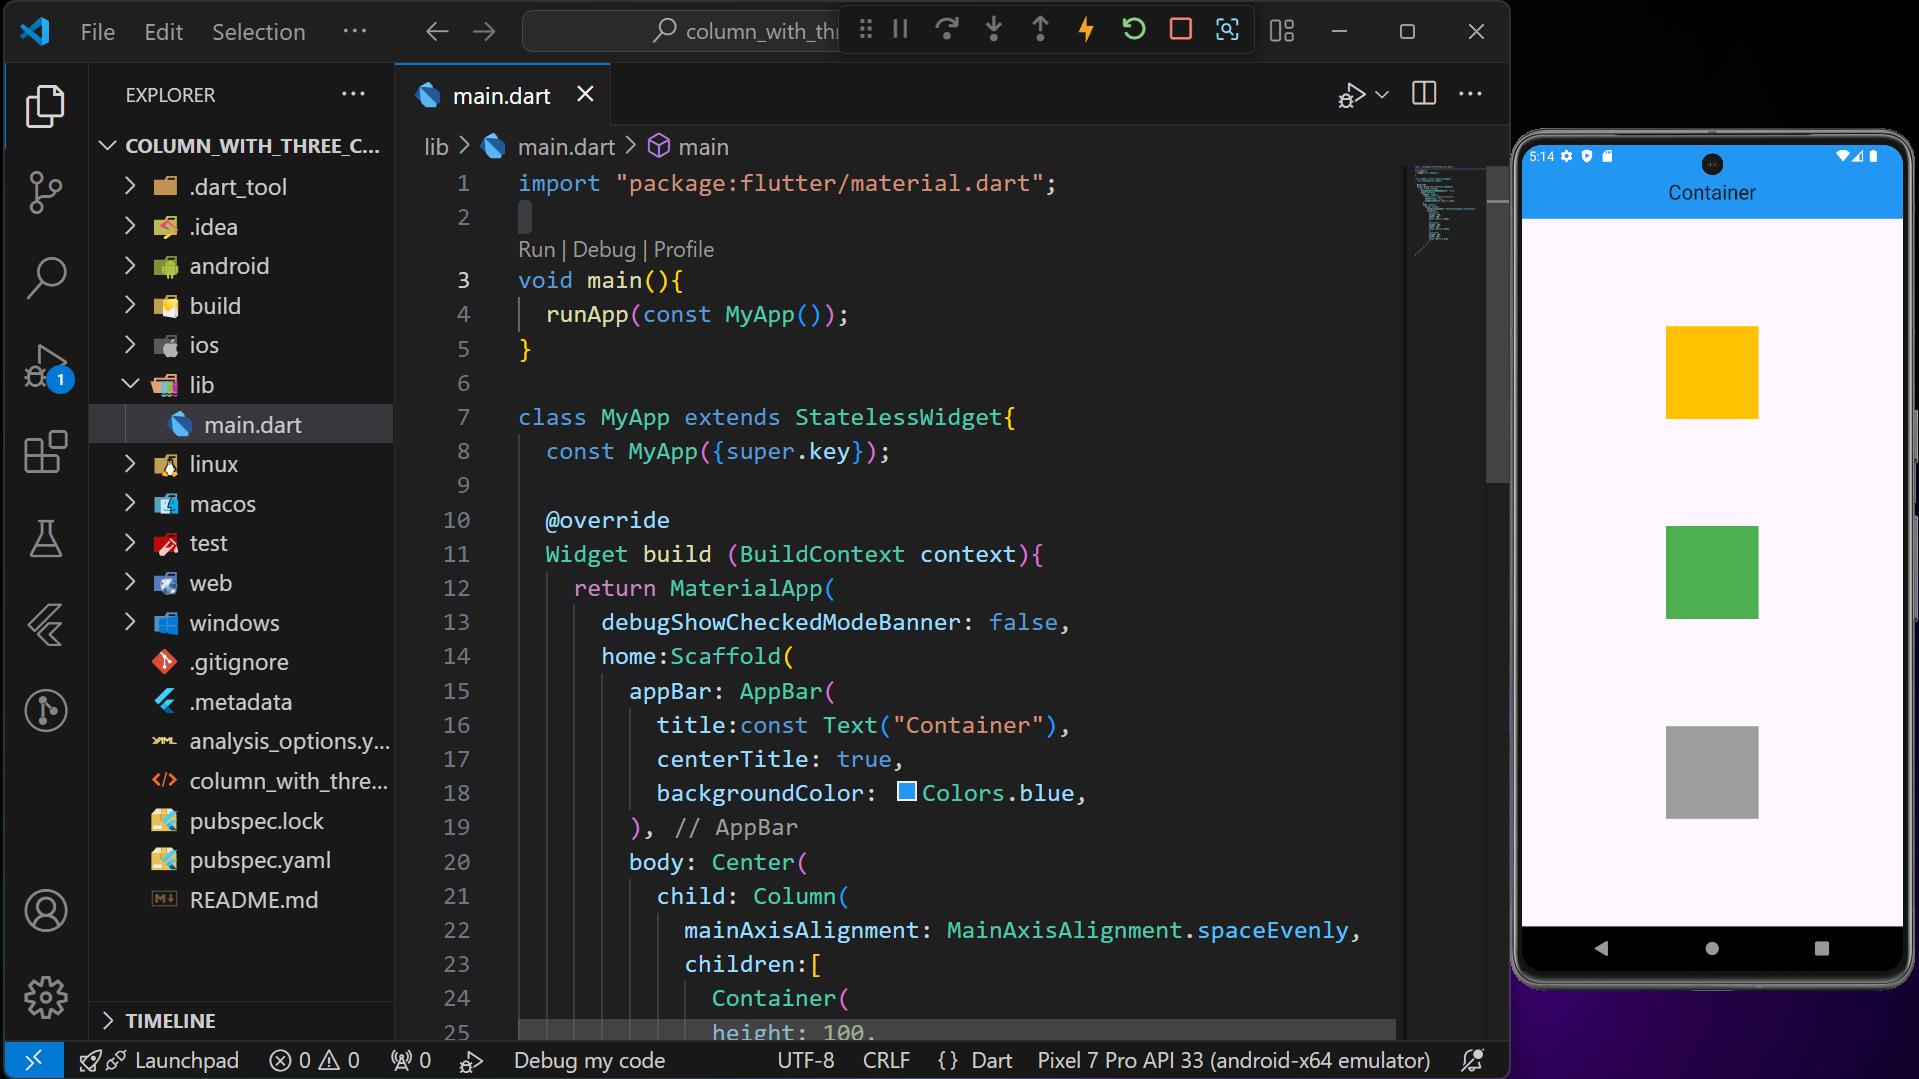 File Edit Selection ···
column_with_thr
EXPLORER ···
COLUMN_WITH_THREE_C...
.dart_tool
.idea
android
build
ios
lib
main.dart
linux
macos
test
web
windows
.gitignore
.metadata
analysis_options.y...
column_with_thre...
pubspec.lock
pubspec.yaml
README.md
TIMELINE
1
main.dart
lib > main.dart > main
1 import "package:flutter/material.dart";
2
Run | Debug | Profile
3 void main(){
4 runApp(const MyApp());
5 }
6
7 class MyApp extends StatelessWidget{
8 const MyApp({super.key});
9
10 @override
11 Widget build (BuildContext context){
12 return MaterialApp(
13 debugShowCheckedModeBanner: false,
14 home:Scaffold(
15 appBar: AppBar(
16 title:const Text("Container"),
17 centerTitle: true,
18 backgroundColor: Colors.blue,
19 ), // AppBar
20 body: Center(
21 child: Column(
22 mainAxisAlignment: MainAxisAlignment.spaceEvenly,
23 children:[
24 Container(
25 height: 100,
Launchpad 0 0 0 Debug my code UTF-8 CRLF {} Dart Pixel 7 Pro API 33 (android-x64 emulator)
5:14
Container